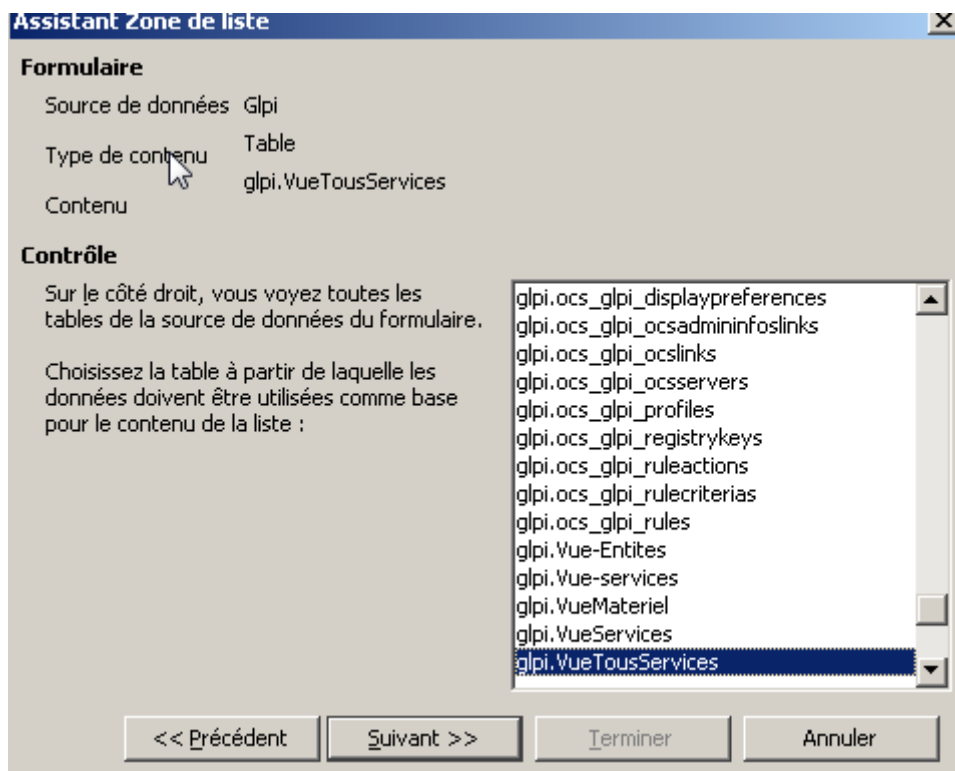 Assistant Zone de liste
Formulaire
Source de données Glpi
Type de contenu Table
Contenu glpi.VueTousServices
Contrôle
Sur le côté droit, vous voyez toutes les
tables de la source de données du formulaire.
Choisissez la table à partir de laquelle les
données doivent être utilisées comme base
pour le contenu de la liste :
glpi.ocs_glpi_displaypreferences
glpi.ocs_glpi_ocsadmininfoslinks
glpi.ocs_glpi_ocslinks
glpi.ocs_glpi_ocsservers
glpi.ocs_glpi_profiles
glpi.ocs_glpi_registrykeys
glpi.ocs_glpi_ruleactions
glpi.ocs_glpi_rulecriterias
glpi.ocs_glpi_rules
glpi.Vue-Entites
glpi.Vue-services
glpi.VueMateriel
glpi.VueServices
glpi.VueTousServices
<< Précédent Suivant >> Terminer Annuler